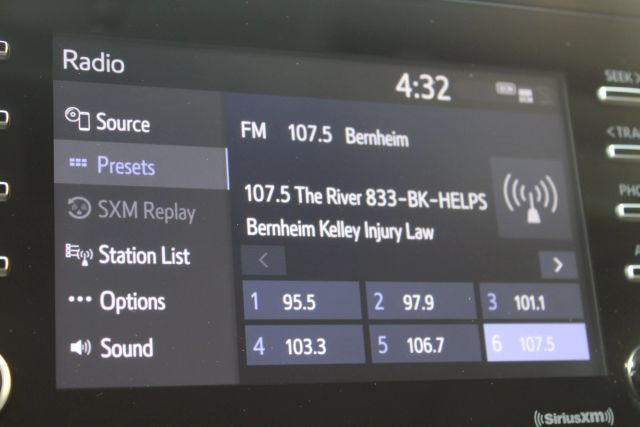 Radio
4:32
SEEK >
Source
FM 107.5 Bernheim
< TRA
Presets
107.5 The River 833-BK-HELPS
SXM Replay
Bernheim Kelley Injury Law
PHO
Station List
< >
A
1 95.5 2 97.9 3 101.1
Options
4 103.3 5 106.7 6 107.5
Sound
((SiriusXM))